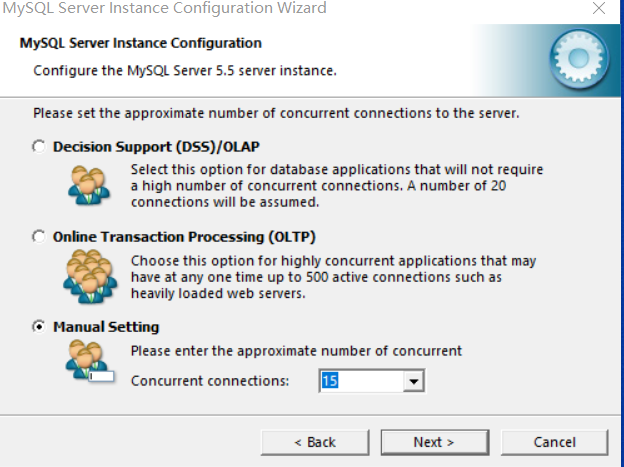 MySQL Server Instance Configuration Wizard
MySQL Server Instance Configuration
Configure the MySQL Server 5.5 server instance.
Please set the approximate number of concurrent connections to the server.
Decision Support (DSS)/OLAP
Select this option for database applications that will not require
a high number of concurrent connections. A number of 20
connections will be assumed.
Online Transaction Processing (OLTP)
Choose this option for highly concurrent applications that may
have at any one time up to 500 active connections such as
heavily loaded web servers.
Manual Setting
Please enter the approximate number of concurrent
Concurrent connections: 15
< Back Next > Cancel